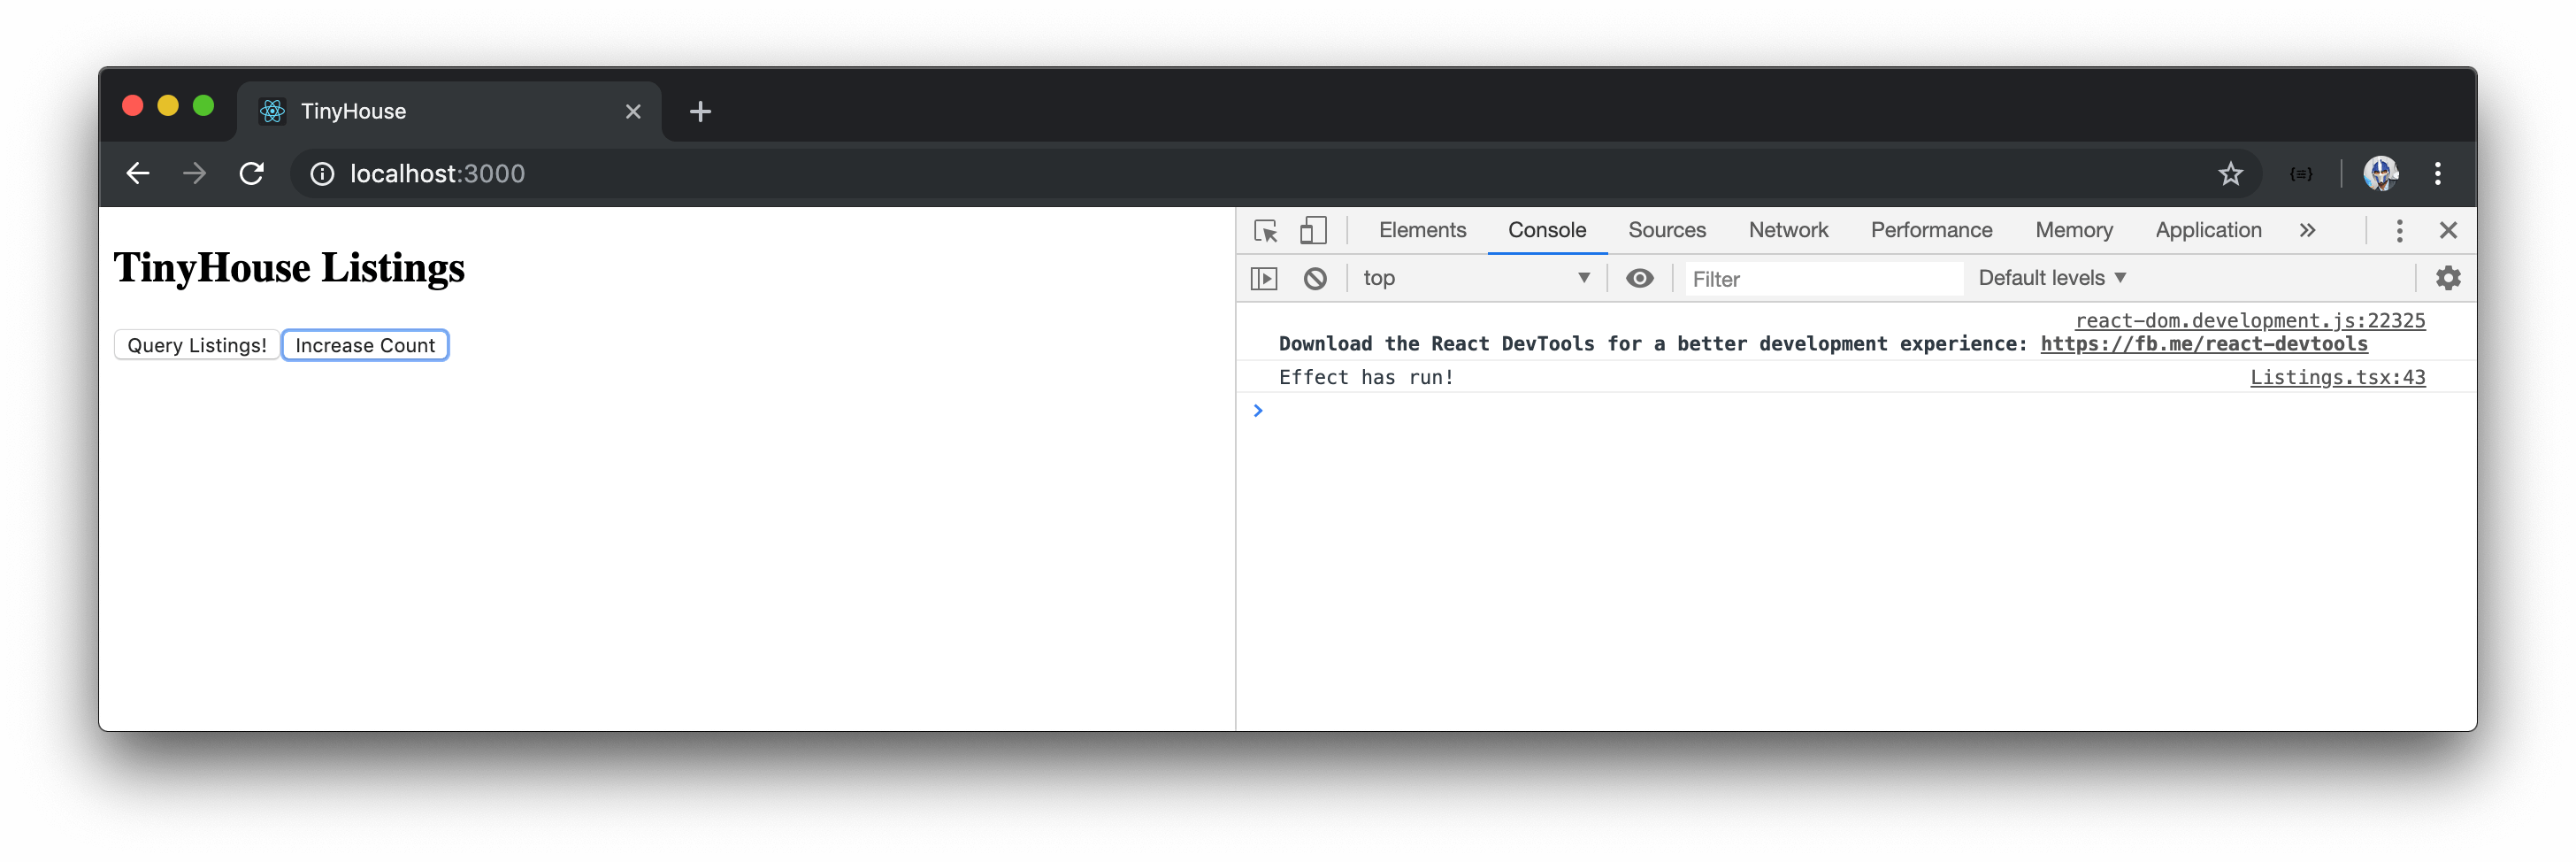 TinyHouse
localhost:3000
TinyHouse Listings
Query Listings! Increase Count
Elements Console Sources Network Performance Memory Application »
top Filter Default levels
react-dom.development.js:22325
Download the React DevTools for a better development experience: https://fb.me/react-devtools
Effect has run! Listings.tsx:43